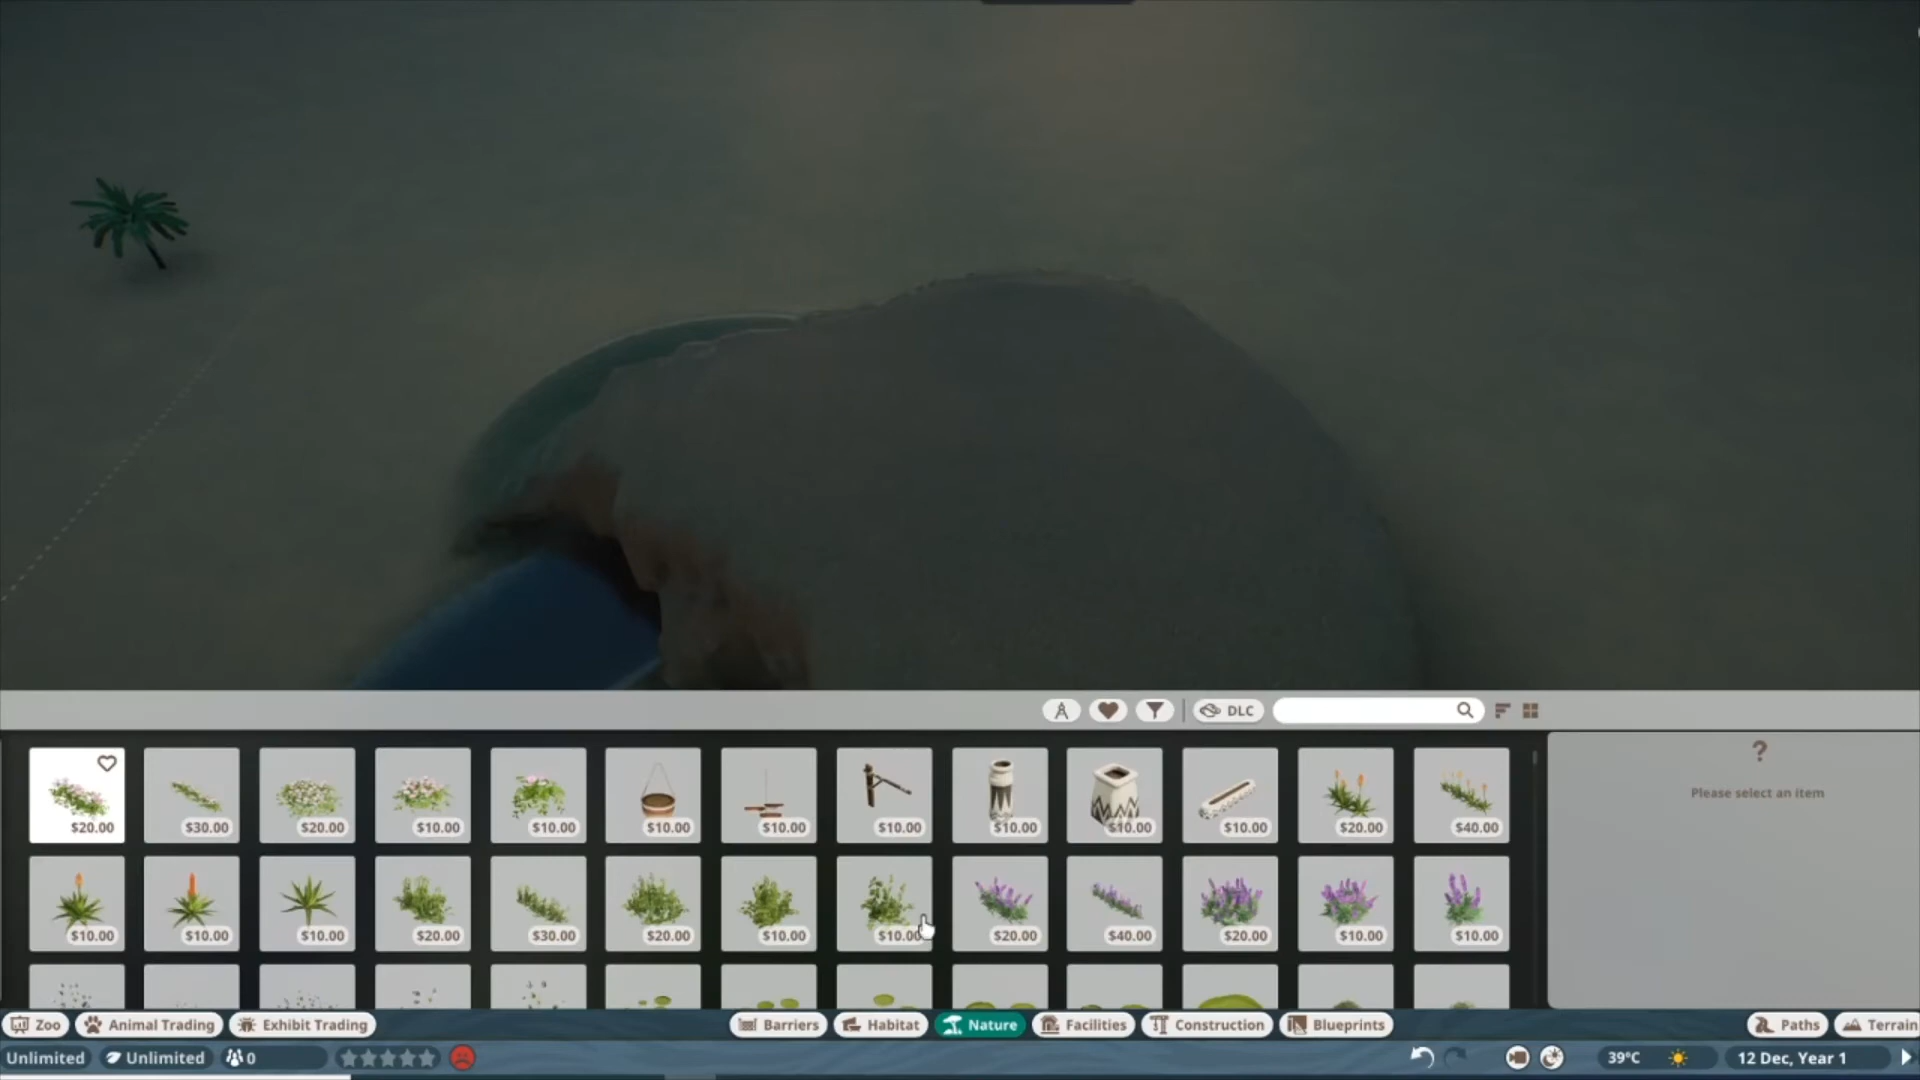 DLC
?
Please select an item
$20.00 $30.00 $20.00 $10.00 $10.00 $10.00 $10.00 $10.00 $10.00 $10.00 $10.00 $20.00 $40.00
$10.00 $10.00 $10.00 $20.00 $30.00 $20.00 $10.00 $10.00 $20.00 $40.00 $20.00 $10.00 $10.00
Zoo Animal Trading Exhibit Trading Barriers Habitat Nature Facilities Construction Blueprints Paths Terrain
Unlimited Unlimited 0 39°C 12 Dec, Year 1